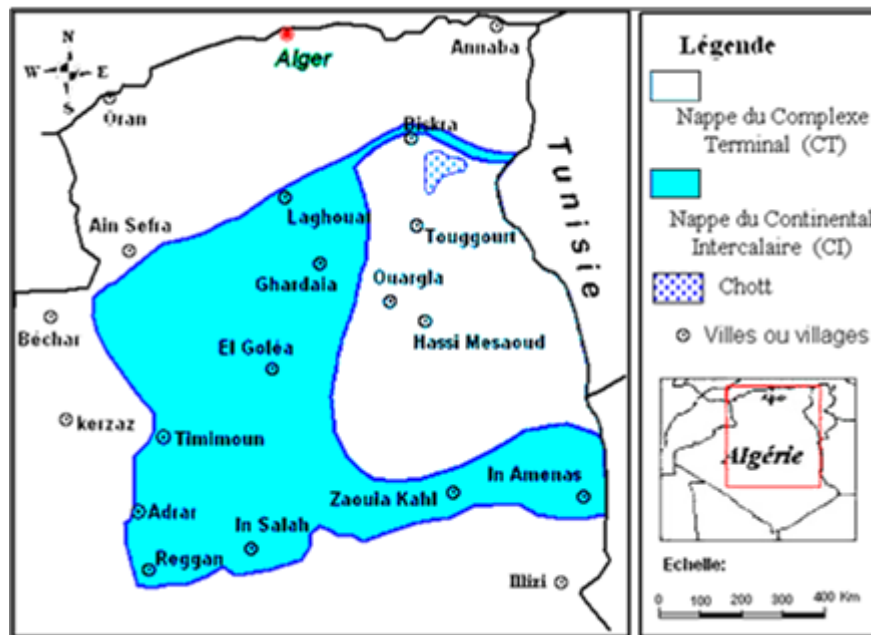 N
W E
S
Alger
Annaba
Oran
Biskra
Tunisie
Laghouat
Ain Sefra
Touggourt
Ghardaia
Ouargla
Béchar
Hassi Mesaoud
El Goléa
kerzaz
Timimoun
In Amenas
Zaouia Kahl
Adrar
In Salah
Reggan
Illizi
Légende
Nappe du Complexe
Terminal (CT)
Nappe du Continental
Intercalaire (CI)
Chott
Villes ou villages
Algérie
Echelle:
0 100 200 300 400 Km